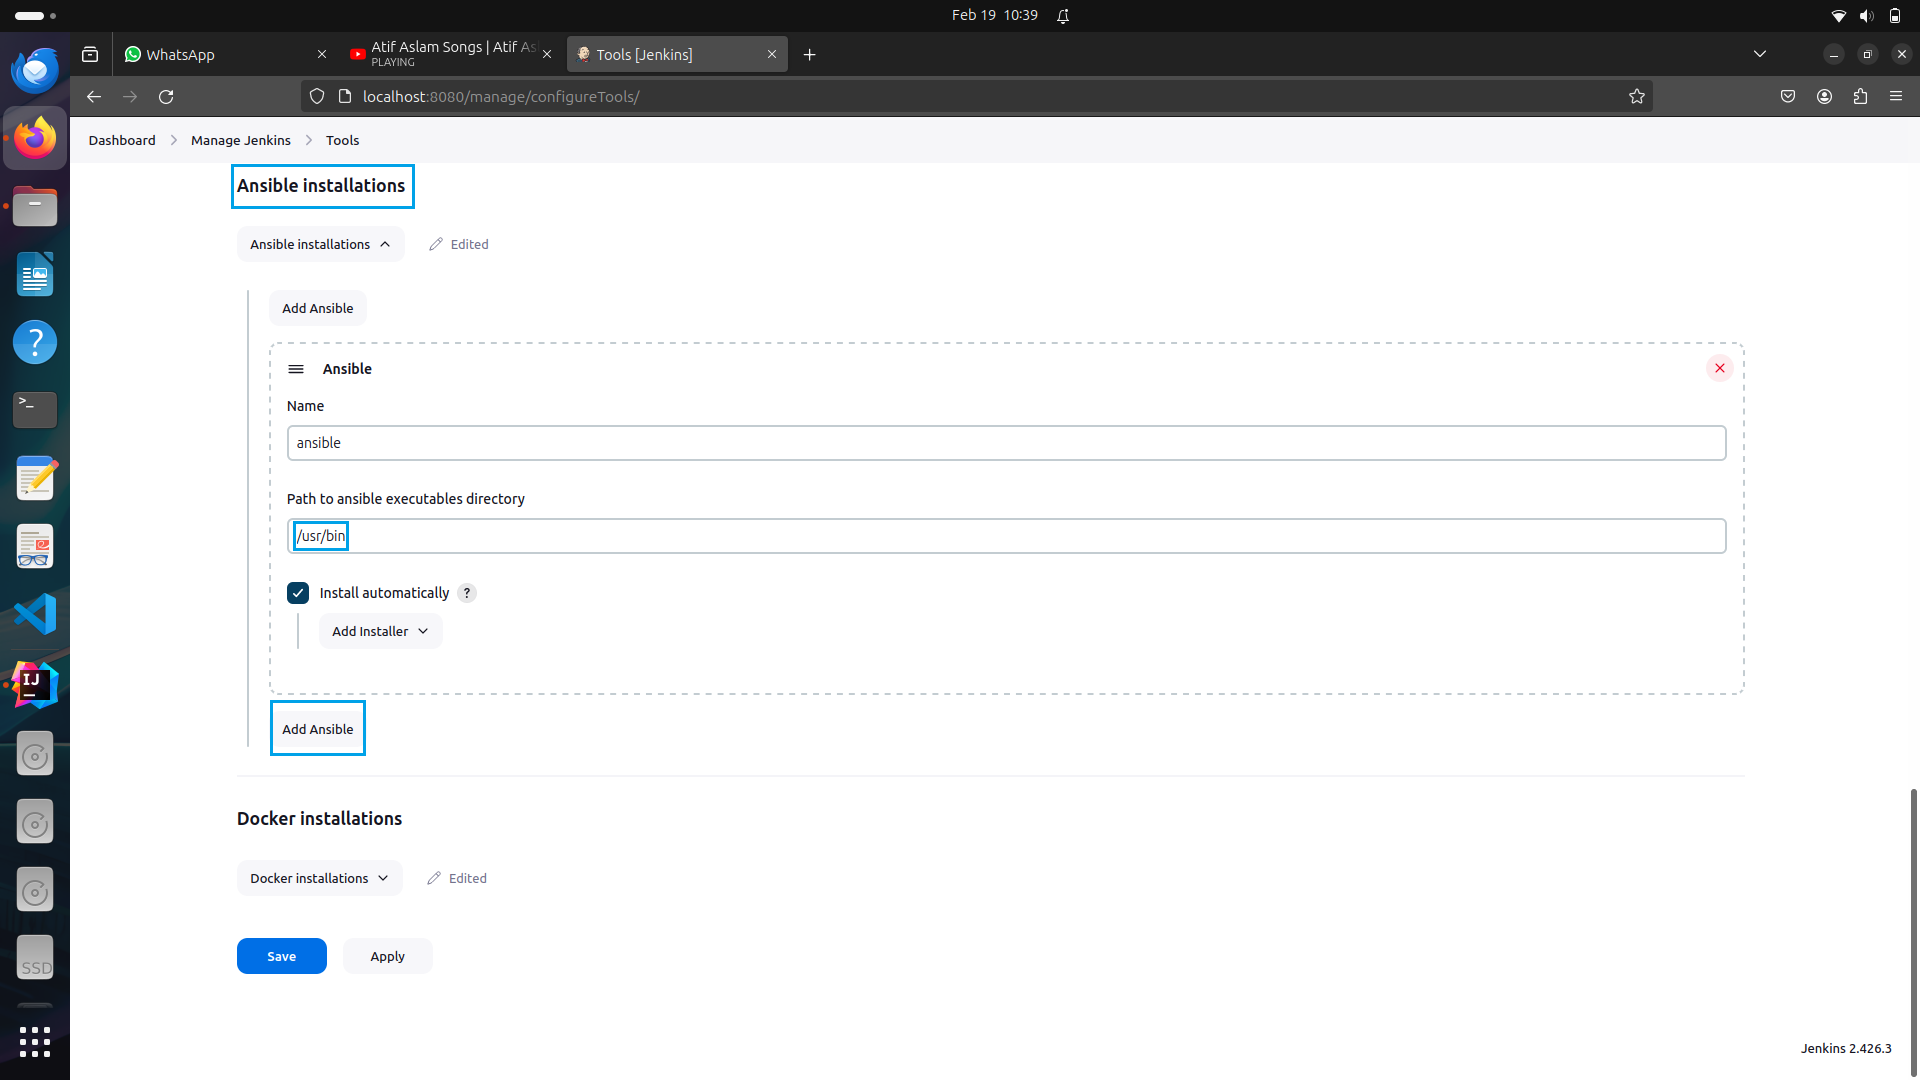 Feb 19 10:39
WhatsApp
Atif Aslam Songs | Atif As
PLAYING
Tools [Jenkins]
localhost:8080/manage/configureTools/
Dashboard
Manage Jenkins
Tools
Ansible installations
Ansible installations
Edited
Add Ansible
Ansible
Name
ansible
Path to ansible executables directory
/usr/bin
Install automatically ?
Add Installer
Add Ansible
Docker installations
Docker installations
Edited
Save
Apply
Jenkins 2.426.3
?
>_
IJ
SSD